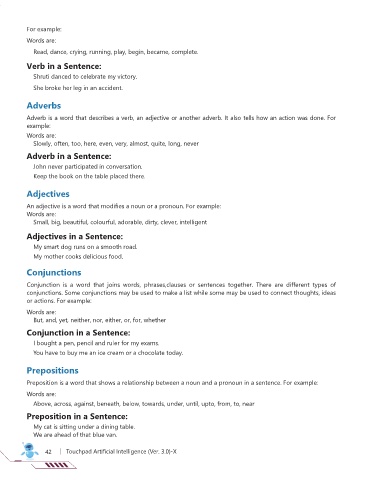 For example:
Words are:
Read, dance, crying, running, play, begin, became, complete.
Verb in a Sentence:
Shruti danced to celebrate my victory.
She broke her leg in an accident.
Adverbs
Adverb is a word that describes a verb, an adjective or another adverb. It also tells how an action was done. For
example:
Words are:
Slowly, often, too, here, even, very, almost, quite, long, never
Adverb in a Sentence:
John never participated in conversation.
Keep the book on the table placed there.
Adjectives
An adjective is a word that modifies a noun or a pronoun. For example:
Words are:
Small, big, beautiful, colourful, adorable, dirty, clever, intelligent
Adjectives in a Sentence:
My smart dog runs on a smooth road.
My mother cooks delicious food.
Conjunctions
Conjunction is a word that joins words, phrases,clauses or sentences together. There are different types of
conjunctions. Some conjunctions may be used to make a list while some may be used to connect thoughts, ideas
or actions. For example:
Words are:
But, and, yet, neither, nor, either, or, for, whether
Conjunction in a Sentence:
I bought a pen, pencil and ruler for my exams.
You have to buy me an ice cream or a chocolate today.
Prepositions
Preposition is a word that shows a relationship between a noun and a pronoun in a sentence. For example:
Words are:
Above, across, against, beneath, below, towards, under, until, upto, from, to, near
Preposition in a Sentence:
My cat is sitting under a dining table.
We are ahead of that blue van.
42 | Touchpad Artificial Intelligence (Ver. 3.0)-X